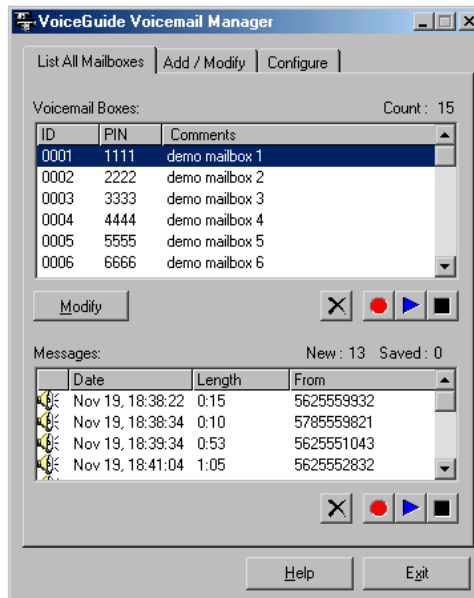 VoiceGuide Voicemail Manager
List All Mailboxes Add / Modify Configure
Voicemail Boxes: Count : 15
ID PIN Comments
0001 1111 demo mailbox 1
0002 2222 demo mailbox 2
0003 3333 demo mailbox 3
0004 4444 demo mailbox 4
0005 5555 demo mailbox 5
0006 6666 demo mailbox 6
Modify
Messages: New : 13 Saved : 0
Date Length From
Nov 19, 18:38:22 0:15 5625559932
Nov 19, 18:38:34 0:10 5785559821
Nov 19, 18:39:34 0:53 5625551043
Nov 19, 18:41:04 1:05 5625552832
Help Exit